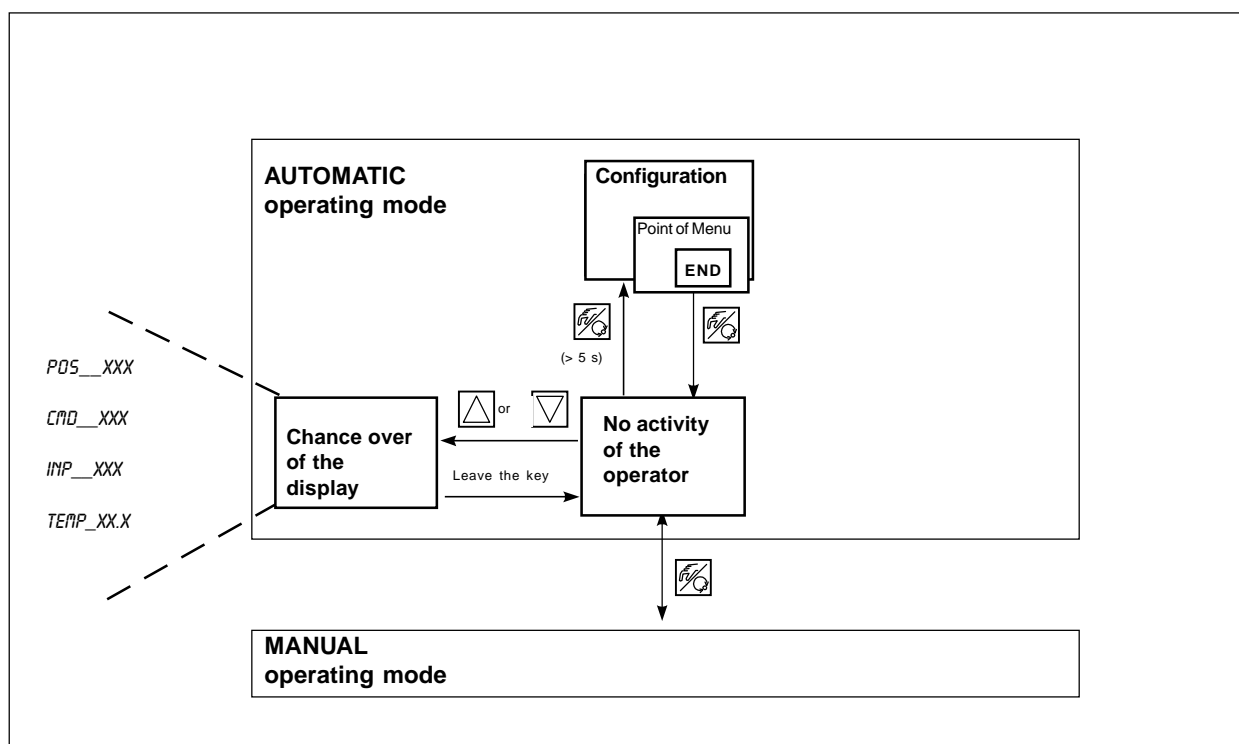 AUTOMATIC
operating mode
Configuration
Point of Menu
END
(> 5 s)
POS__XXX
CMD__XXX
INP__XXX
TEMP_XX.X
or
Chance over
of the
display
Leave the key
No activity
of the
operator
MANUAL
operating mode